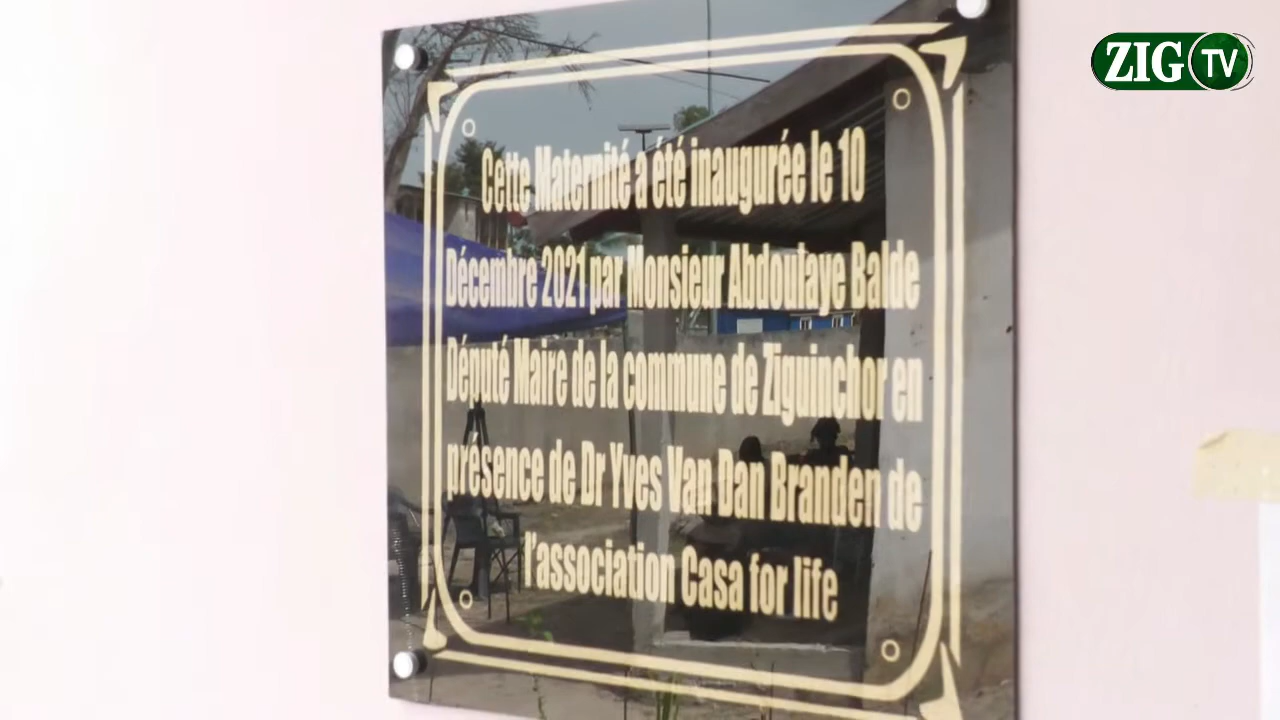 ZIG TV
Cette Maternité a été inaugurée le 10
Décembre 2021 par Monsieur Abdoulaye Balde
Député Maire de la commune de Ziguinchor en
présence de Dr Yves Van Dan Branden de
l'association Casa for life